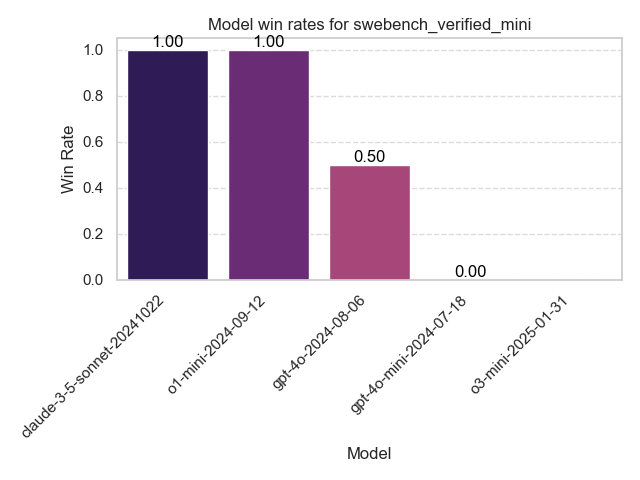 Model win rates for swebench_verified_mini
1.00
1.00
0.50
0.00
1.0
0.8
0.6
0.4
0.2
0.0
Win Rate
claude-3-5-sonnet-20241022
o1-mini-2024-09-12
gpt-4o-2024-08-06
gpt-4o-mini-2024-07-18
o3-mini-2025-01-31
Model